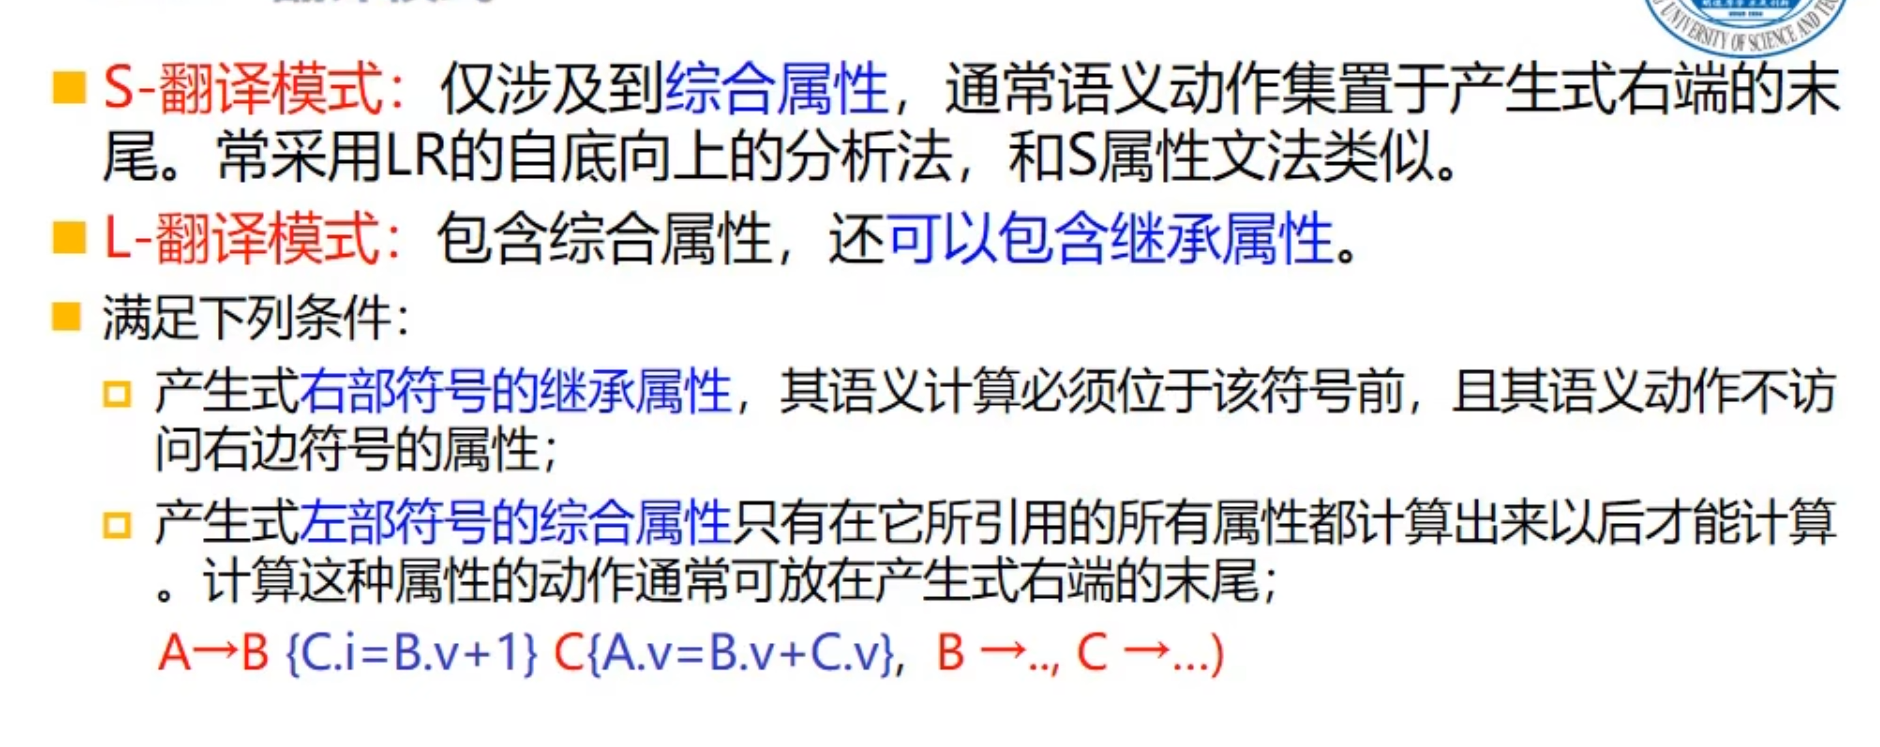 UNIVERSITY OF SCIENCE AND TE
■ S-翻译模式：仅涉及到综合属性，通常语义动作集置于产生式右端的末
尾。常采用LR的自底向上的分析法，和S属性文法类似。
■ L-翻译模式：包含综合属性，还可以包含继承属性。
■ 满足下列条件：
产生式右部符号的继承属性，其语义计算必须位于该符号前，且其语义动作不访
问右边符号的属性；
产生式左部符号的综合属性只有在它所引用的所有属性都计算出来以后才能计算
。计算这种属性的动作通常可放在产生式右端的末尾；
A→B {C.i=B.v+1} C{A.v=B.v+C.v}, B →.., C →...)